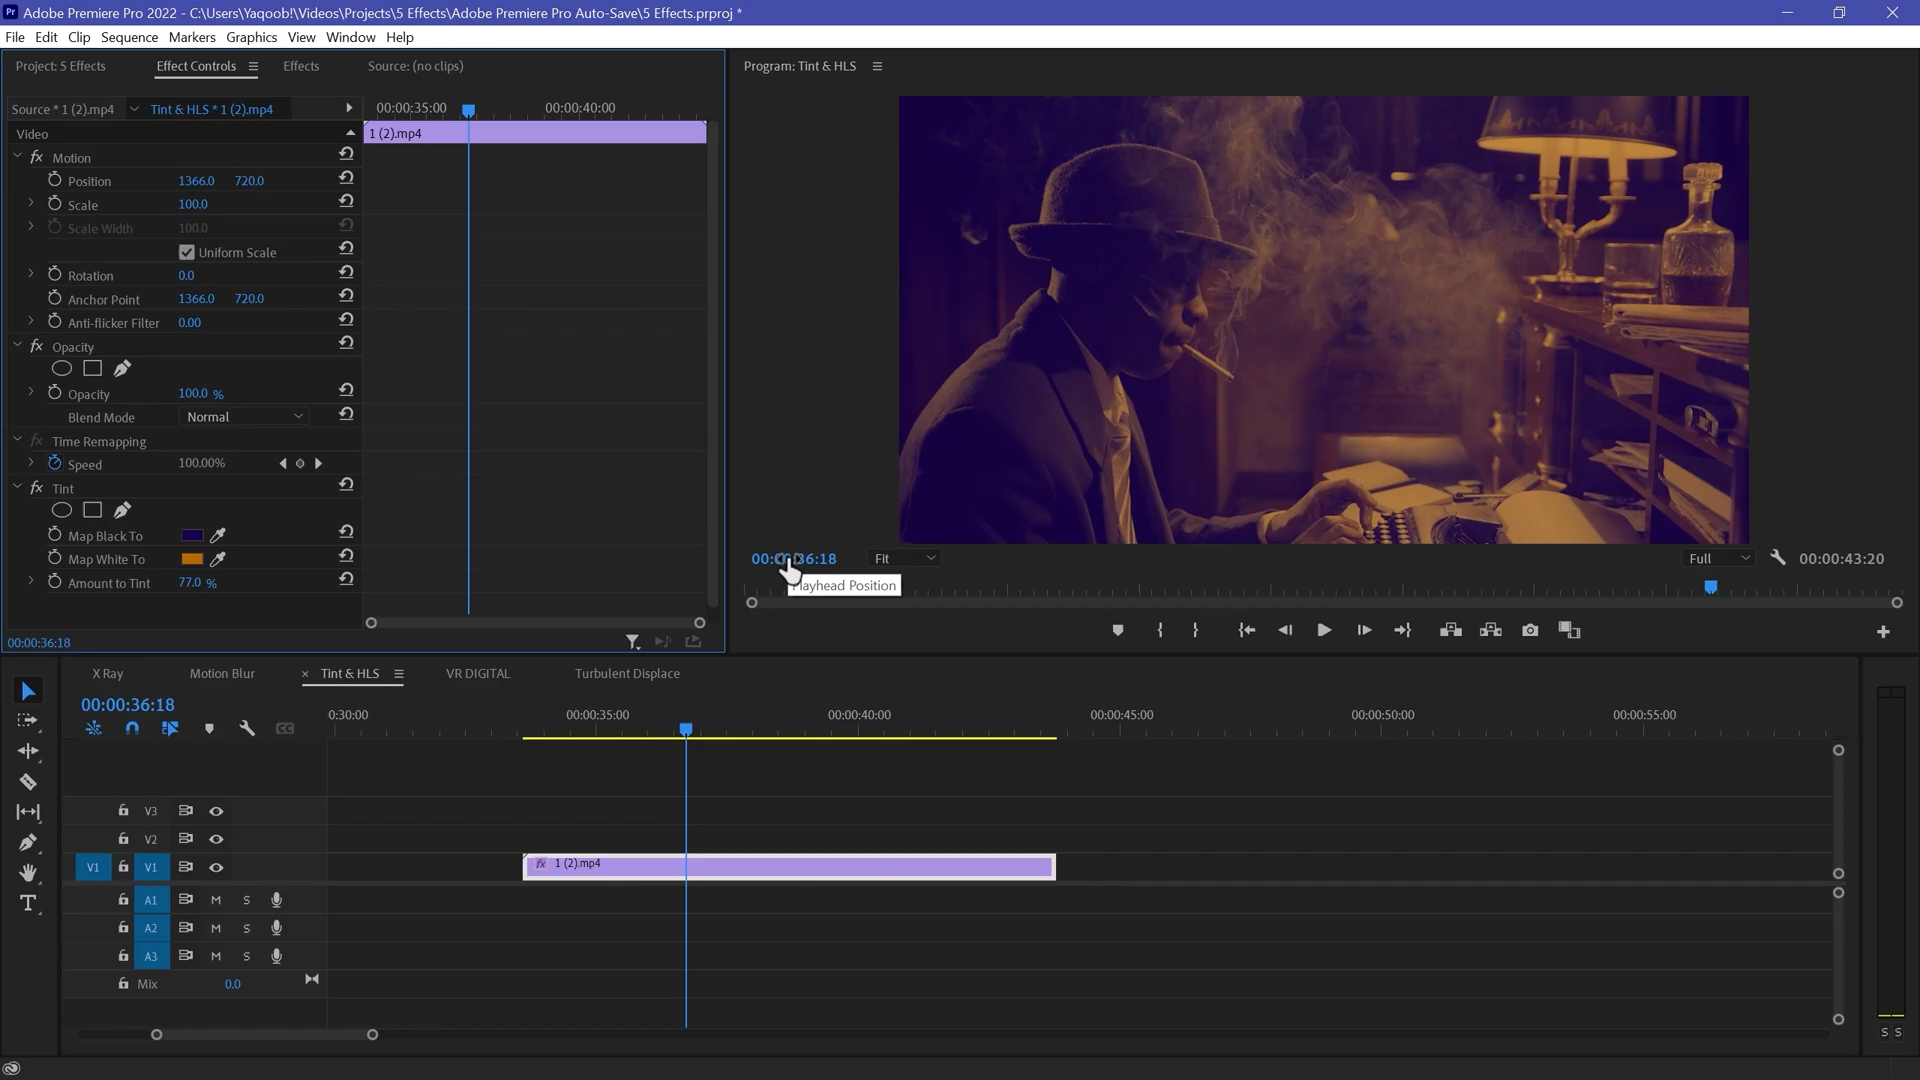 Pr Adobe Premiere Pro 2022 - C:\Users\Yaqoob!\Videos\Projects\5 Effects\Adobe Premiere Pro Auto-Save\5 Effects.prproj *
File Edit Clip Sequence Markers Graphics View Window Help
Project: 5 Effects Effect Controls Effects Source: (no clips)
Program: Tint & HLS
Source * 1 (2).mp4 Tint & HLS * 1 (2).mp4 00:00:35:00 00:00:40:00
Video 1 (2).mp4
fx Motion
Position 1366.0 720.0
Scale 100.0
Scale Width 100.0
Uniform Scale
Rotation 0.0
Anchor Point 1366.0 720.0
Anti-flicker Filter 0.00
fx Opacity
Opacity 100.0 %
Blend Mode Normal
fx Time Remapping
Speed 100.00%
fx Tint
Map Black To
Map White To
Amount to Tint 77.0 %
00:00:36:18
00:00:36:18 Fit Full 00:00:43:20
Playhead Position
X Ray Motion Blur × Tint & HLS VR DIGITAL Turbulent Displace
00:00:36:18
0:30:00 00:00:35:00 00:00:40:00 00:00:45:00 00:00:50:00 00:00:55:00
CC
V3
V2
V1 V1 fx 1 (2).mp4
A1 M S
A2 M S
A3 M S
Mix 0.0
S S
T